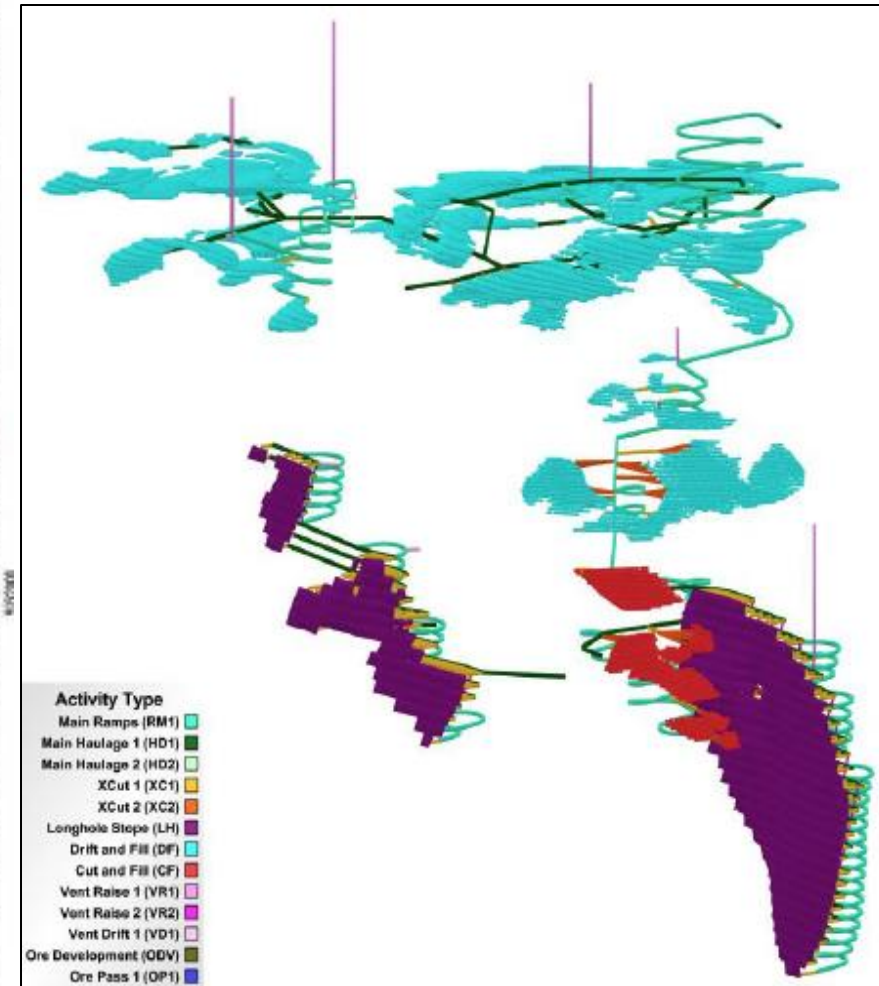 Activity Type
Main Ramps (RM1)
Main Haulage 1 (HD1)
Main Haulage 2 (HD2)
XCut 1 (XC1)
XCut 2 (XC2)
Longhole Stope (LH)
Drift and Fill (DF)
Cut and Fill (CF)
Vent Raise 1 (VR1)
Vent Raise 2 (VR2)
Vent Drift 1 (VD1)
Ore Development (ODV)
Ore Pass 1 (OP1)